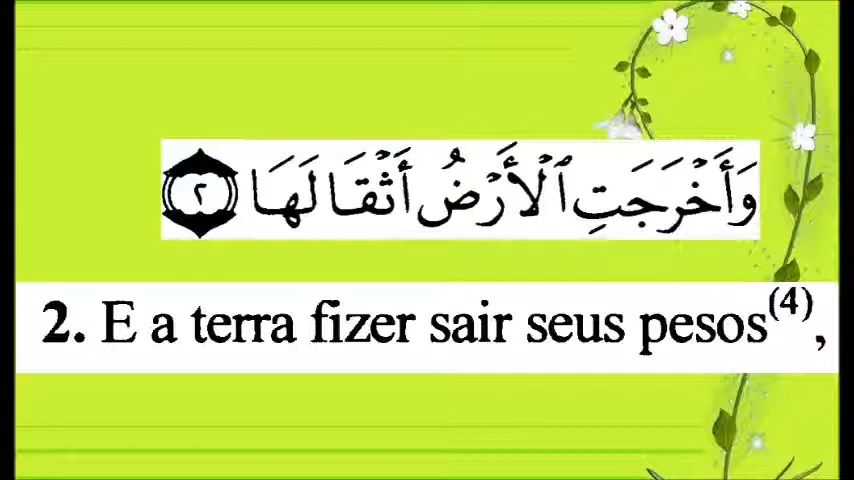 وَأَخْرَجَتِ ٱلْأَرْضُ أَثْقَالَهَا ٢
2. E a terra fizer sair seus pesos(4),